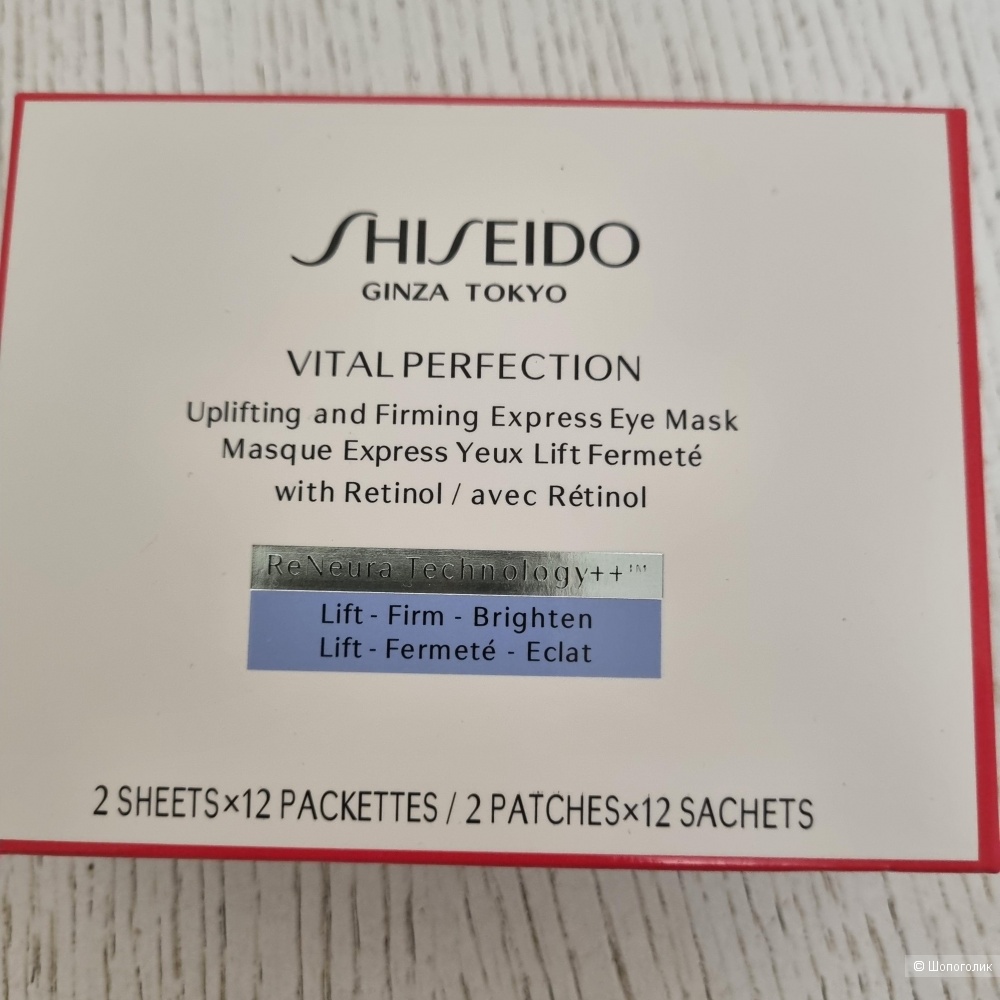 SHISEIDO
GINZA TOKYO
VITAL PERFECTION
Uplifting and Firming Express Eye Mask
Masque Express Yeux Lift Fermeté
with Retinol / avec Rétinol
ReNeura Technology++™
Lift - Firm - Brighten
Lift - Fermeté - Eclat
2 SHEETS×12 PACKETTES / 2 PATCHES×12 SACHETS
© Шопоголик